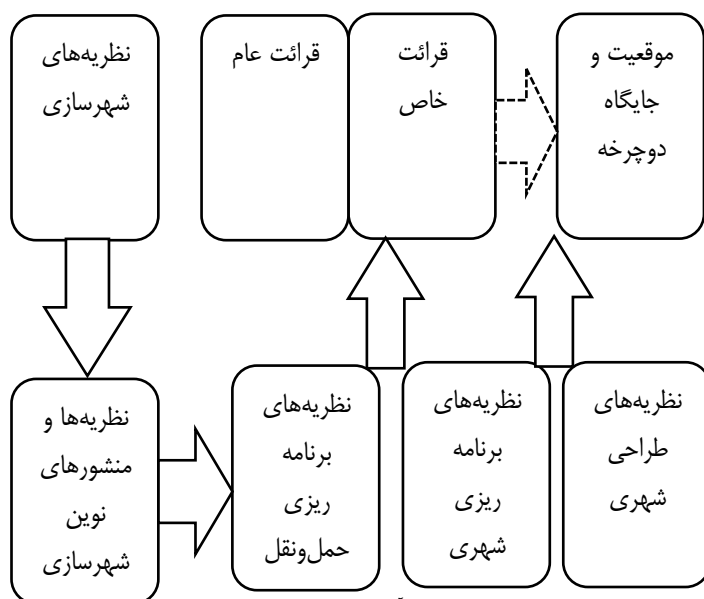 نظریه‌های
شهرسازی
قرائت عام
قرائت
خاص
موقعیت و
جایگاه
دوچرخه
نظریه‌ها و
منشورهای
نوین
شهرسازی
نظریه‌های
برنامه
ریزی
حمل‌ونقل
نظریه‌های
برنامه
ریزی
شهری
نظریه‌های
طراحی
شهری